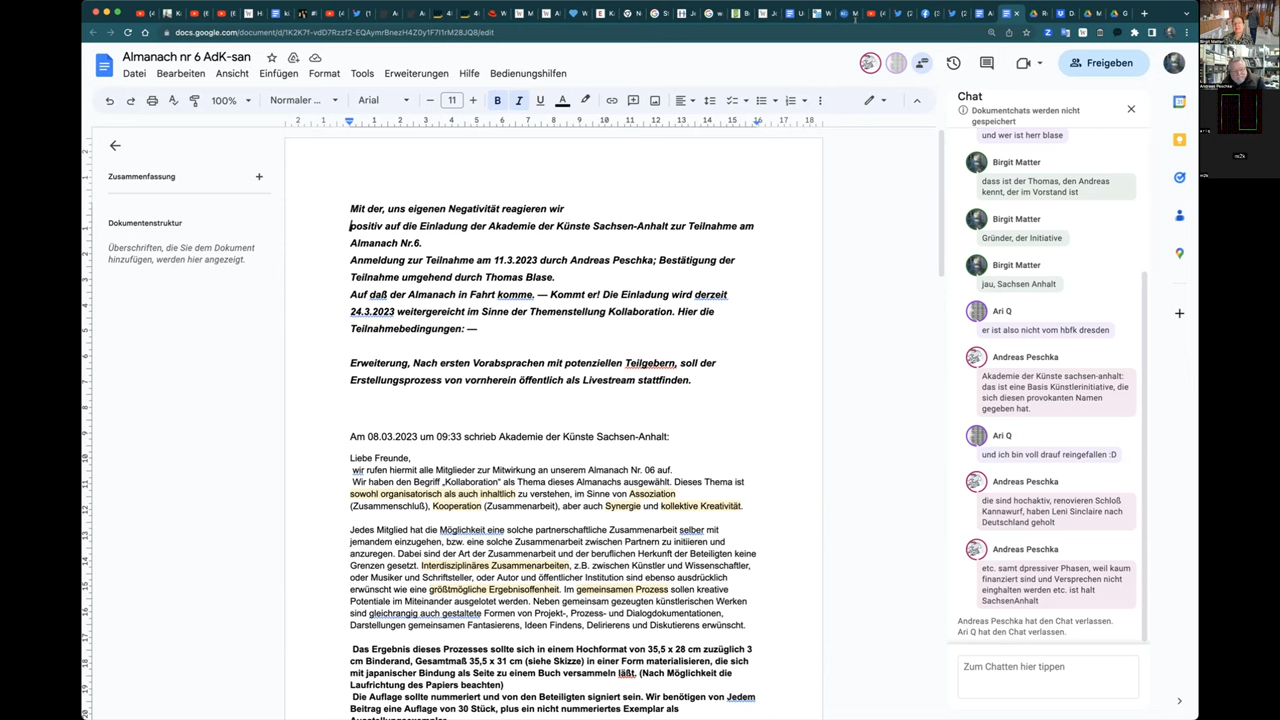 docs.google.com/document/d/1K2K7f-vdD7Rzzf2-EQAymrBnezH4Z0y1F7I1rM28JQ8/edit
Almanach nr 6 AdK-san
Datei Bearbeiten Ansicht Einfügen Format Tools Erweiterungen Hilfe Bedienungshilfen
Freigeben
100% Normaler ... Arial 11 B I U A
Zusammenfassung
Dokumentenstruktur
Überschriften, die Sie dem Dokument
hinzufügen, werden hier angezeigt.
Mit der, uns eigenen Negativität reagieren wir
positiv auf die Einladung der Akademie der Künste Sachsen-Anhalt zur Teilnahme am
Almanach Nr.6.
Anmeldung zur Teilnahme am 11.3.2023 durch Andreas Peschka; Bestätigung der
Teilnahme umgehend durch Thomas Blase.
Auf daß der Almanach in Fahrt komme. — Kommt er! Die Einladung wird derzeit
24.3.2023 weitergereicht im Sinne der Themenstellung Kollaboration. Hier die
Teilnahmebedingungen: —
Erweiterung, Nach ersten Vorabsprachen mit potenziellen Teilgebern, soll der
Erstellungsprozess von vornherein öffentlich als Livestream stattfinden.
Am 08.03.2023 um 09:33 schrieb Akademie der Künste Sachsen-Anhalt:
Liebe Freunde,
wir rufen hiermit alle Mitglieder zur Mitwirkung an unserem Almanach Nr. 06 auf.
Wir haben den Begriff „Kollaboration" als Thema dieses Almanachs ausgewählt. Dieses Thema ist
sowohl organisatorisch als auch inhaltlich zu verstehen, im Sinne von Assoziation
(Zusammenschluß), Kooperation (Zusammenarbeit), aber auch Synergie und kollektive Kreativität.
Jedes Mitglied hat die Möglichkeit eine solche partnerschaftliche Zusammenarbeit selber mit
jemandem einzugehen, bzw. eine solche Zusammenarbeit zwischen Partnern zu initiieren und
anzuregen. Dabei sind der Art der Zusammenarbeit und der beruflichen Herkunft der Beteiligten keine
Grenzen gesetzt. Interdisziplinäres Zusammenarbeiten, z.B. zwischen Künstler und Wissenschaftler,
oder Musiker und Schriftsteller, oder Autor und öffentlicher Institution sind ebenso ausdrücklich
erwünscht wie eine größtmögliche Ergebnisoffenheit. Im gemeinsamen Prozess sollen kreative
Potentiale im Miteinander ausgelotet werden. Neben gemeinsam gezeugten künstlerischen Werken
sind gleichrangig auch gestaltete Formen von Projekt-, Prozess- und Dialogdokumentationen,
Darstellungen gemeinsamen Fantasierens, Ideen Findens, Delirierens und Diskutierens erwünscht.
Das Ergebnis dieses Prozesses sollte sich in einem Hochformat von 35,5 x 28 cm zuzüglich 3
cm Binderand, Gesamtmaß 35,5 x 31 cm (siehe Skizze) in einer Form materialisieren, die sich
mit japanischer Bindung als Seite zu einem Buch versammeln läßt. (Nach Möglichkeit die
Laufrichtung des Papiers beachten)
Die Auflage sollte nummeriert und von den Beteiligten signiert sein. Wir benötigen von Jedem
Beitrag eine Auflage von 30 Stück, plus ein nicht nummeriertes Exemplar als
Chat
Dokumentchats werden nicht
gespeichert
und wer ist herr blase
Birgit Matter
dass ist der Thomas, den Andreas
kennt, der im Vorstand ist
Birgit Matter
Gründer, der Initiative
Birgit Matter
jau, Sachsen Anhalt
Ari Q
er ist also nicht vom hbfk dresden
Andreas Peschka
Akademie der Künste sachsen-anhalt:
das ist eine Basis Künstlerinitiative, die
sich diesen provokanten Namen
gegeben hat.
Ari Q
und ich bin voll drauf reingefallen :D
Andreas Peschka
die sind hochaktiv, renovieren Schloß
Kannawurf, haben Leni Sinclaire nach
Deutschland geholt
Andreas Peschka
etc. samt dpressiver Phasen, weil kaum
finanziert sind und Versprechen nicht
einghalten werden etc. ist halt
SachsenAnhalt
Andreas Peschka hat den Chat verlassen.
Ari Q hat den Chat verlassen.
Zum Chatten hier tippen
Birgit Matter
Andreas Peschka